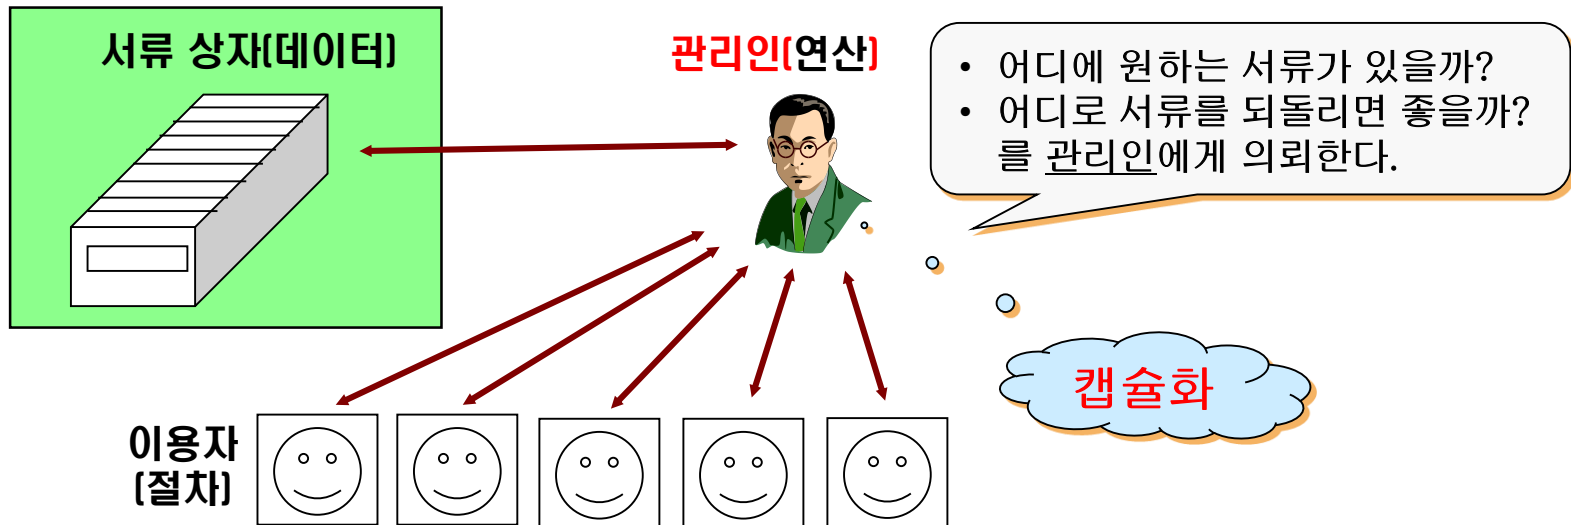 서류 상자(데이터)
관리인(연산)
• 어디에 원하는 서류가 있을까?
• 어디로 서류를 되돌리면 좋을까?
를 관리인에게 의뢰한다.
캡슐화
이용자
(절차)